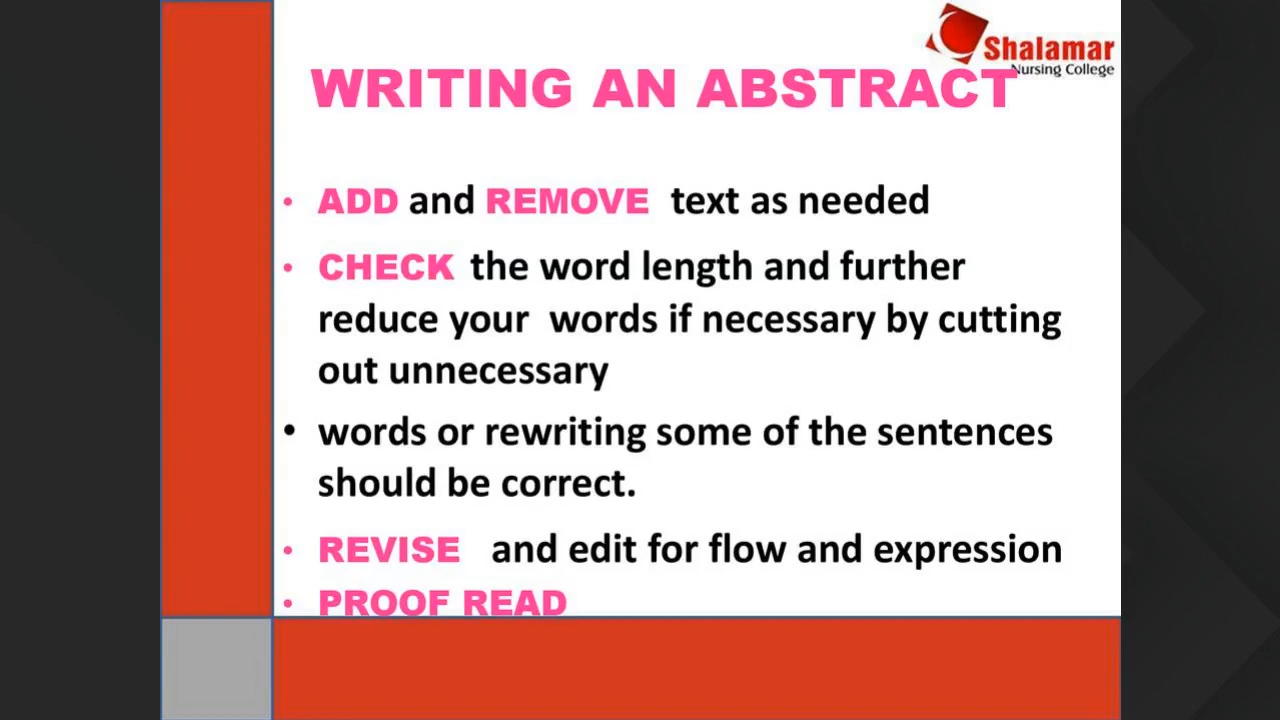 Shalamar
Nursing College
WRITING AN ABSTRACT
• ADD and REMOVE text as needed
• CHECK the word length and further
reduce your words if necessary by cutting
out unnecessary
• words or rewriting some of the sentences
should be correct.
• REVISE and edit for flow and expression
• PROOF READ